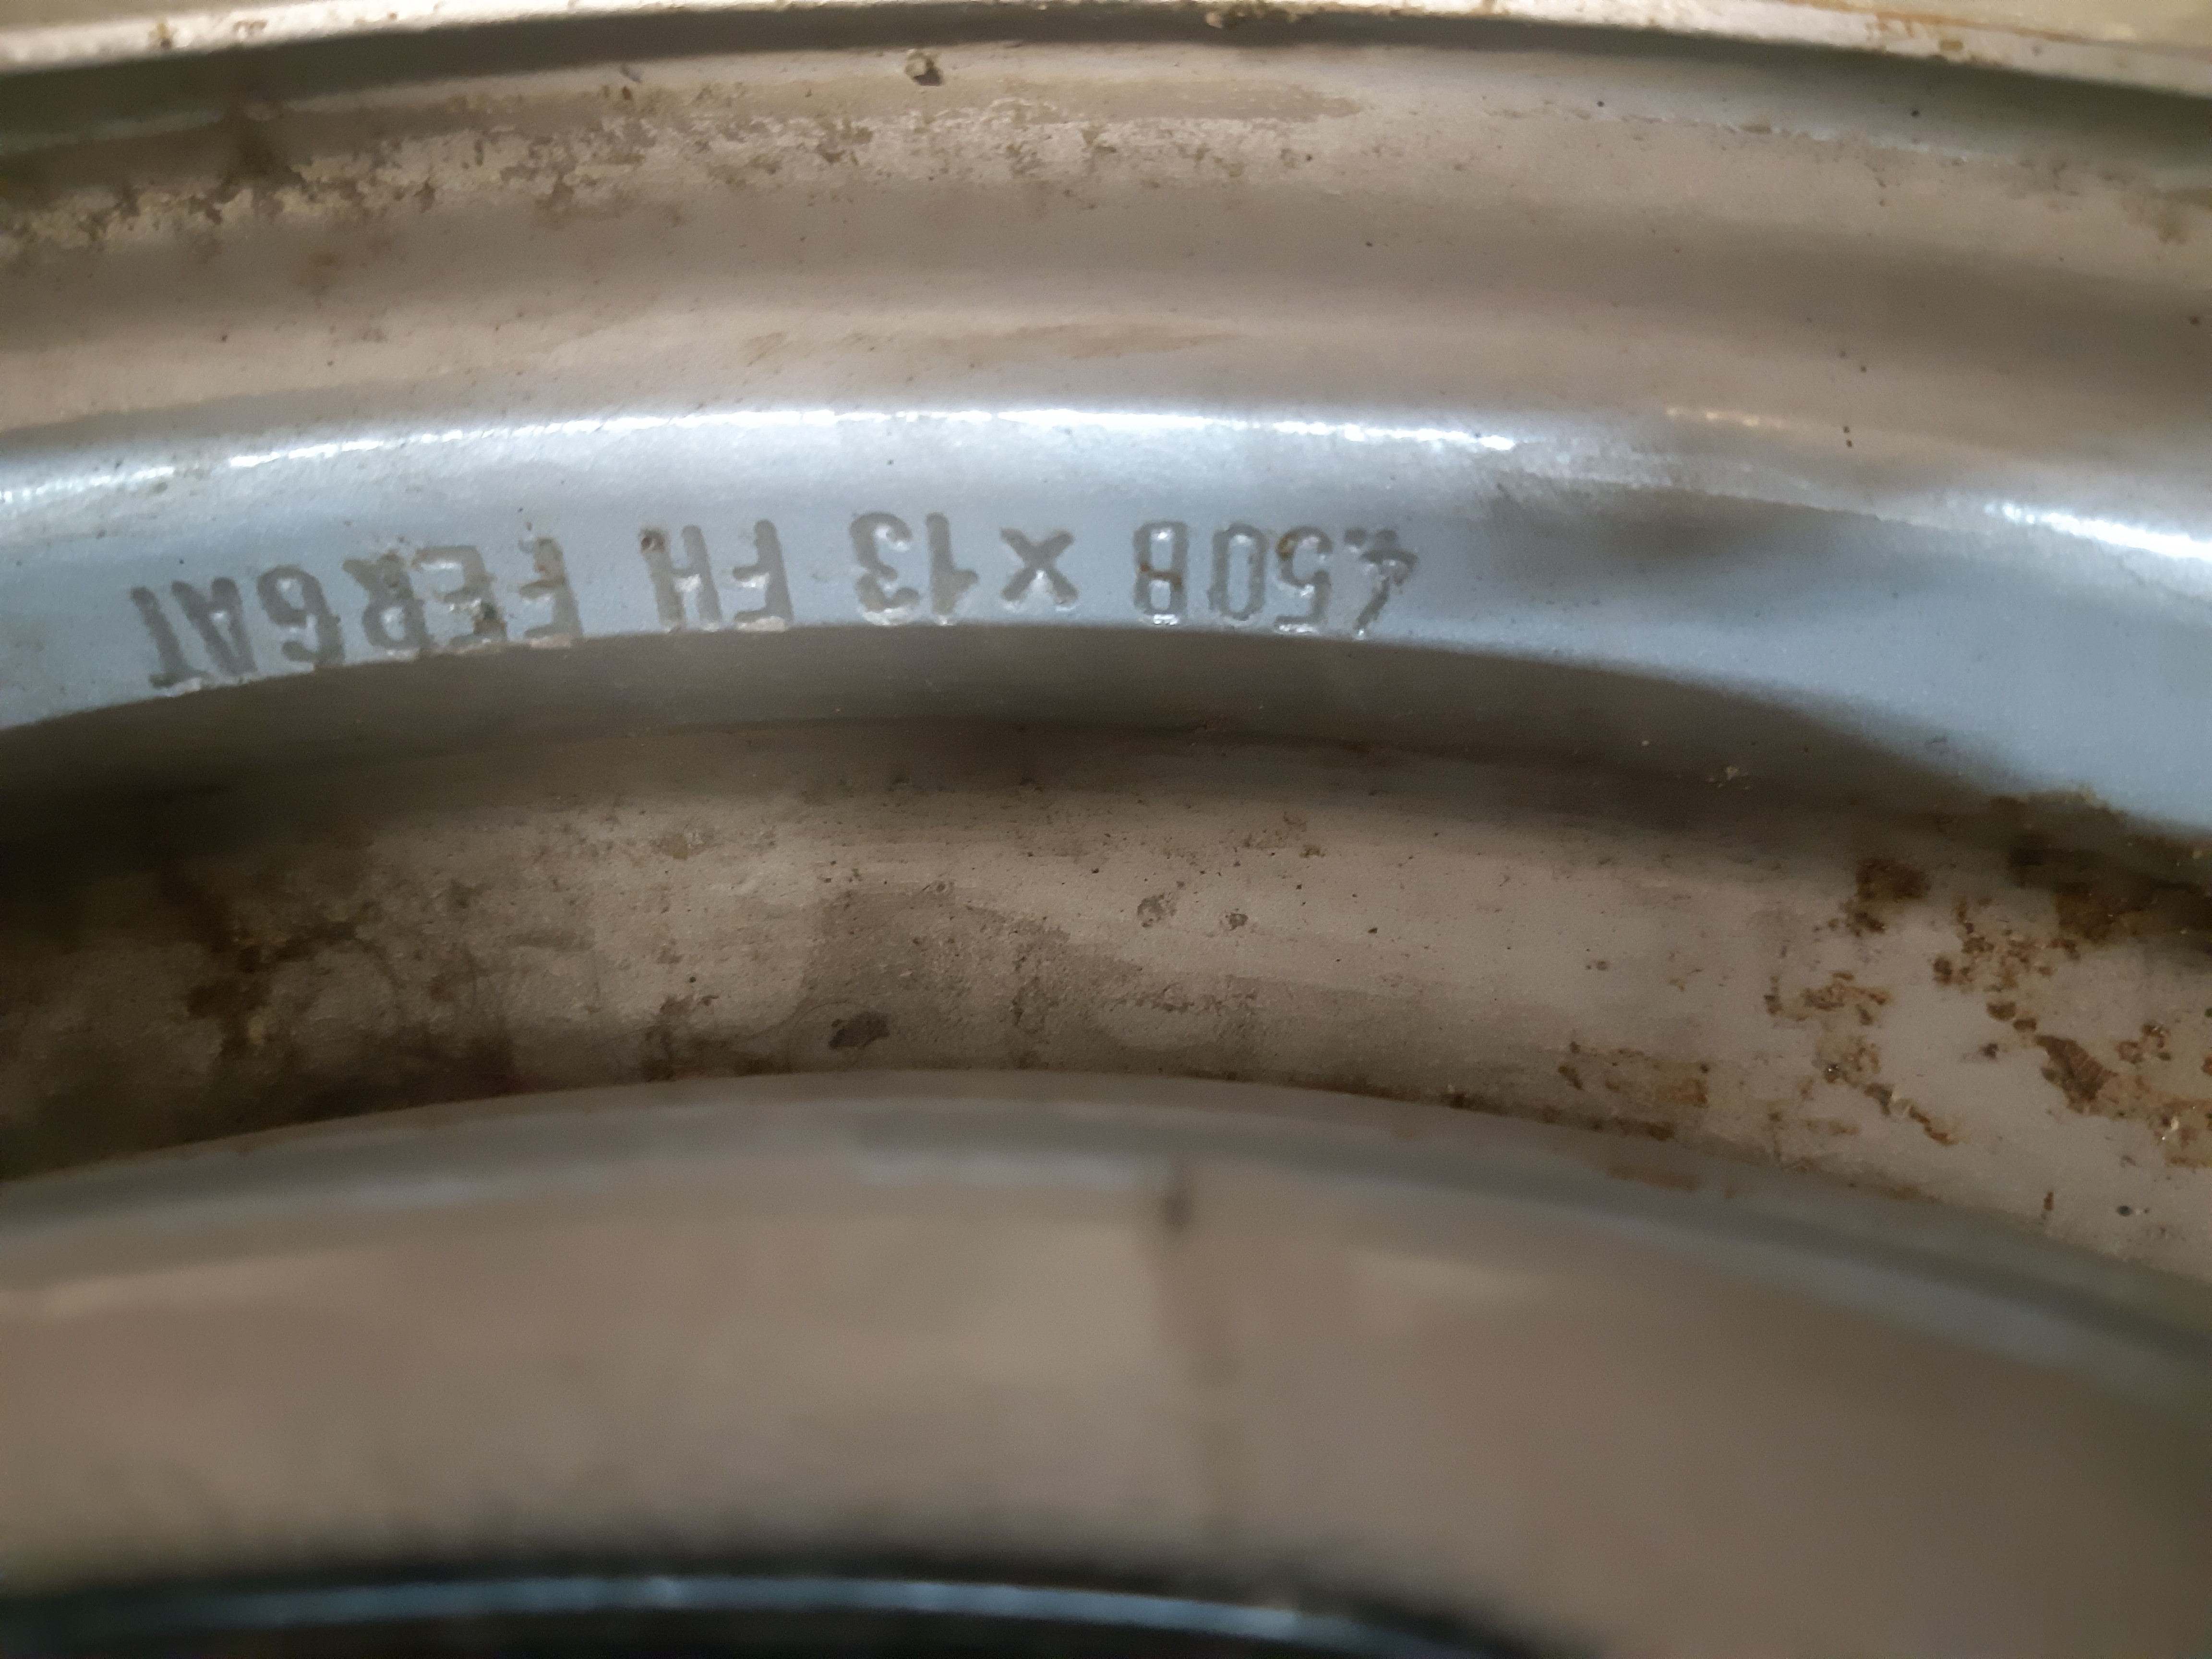 4.50B x 13 FH FERGAT